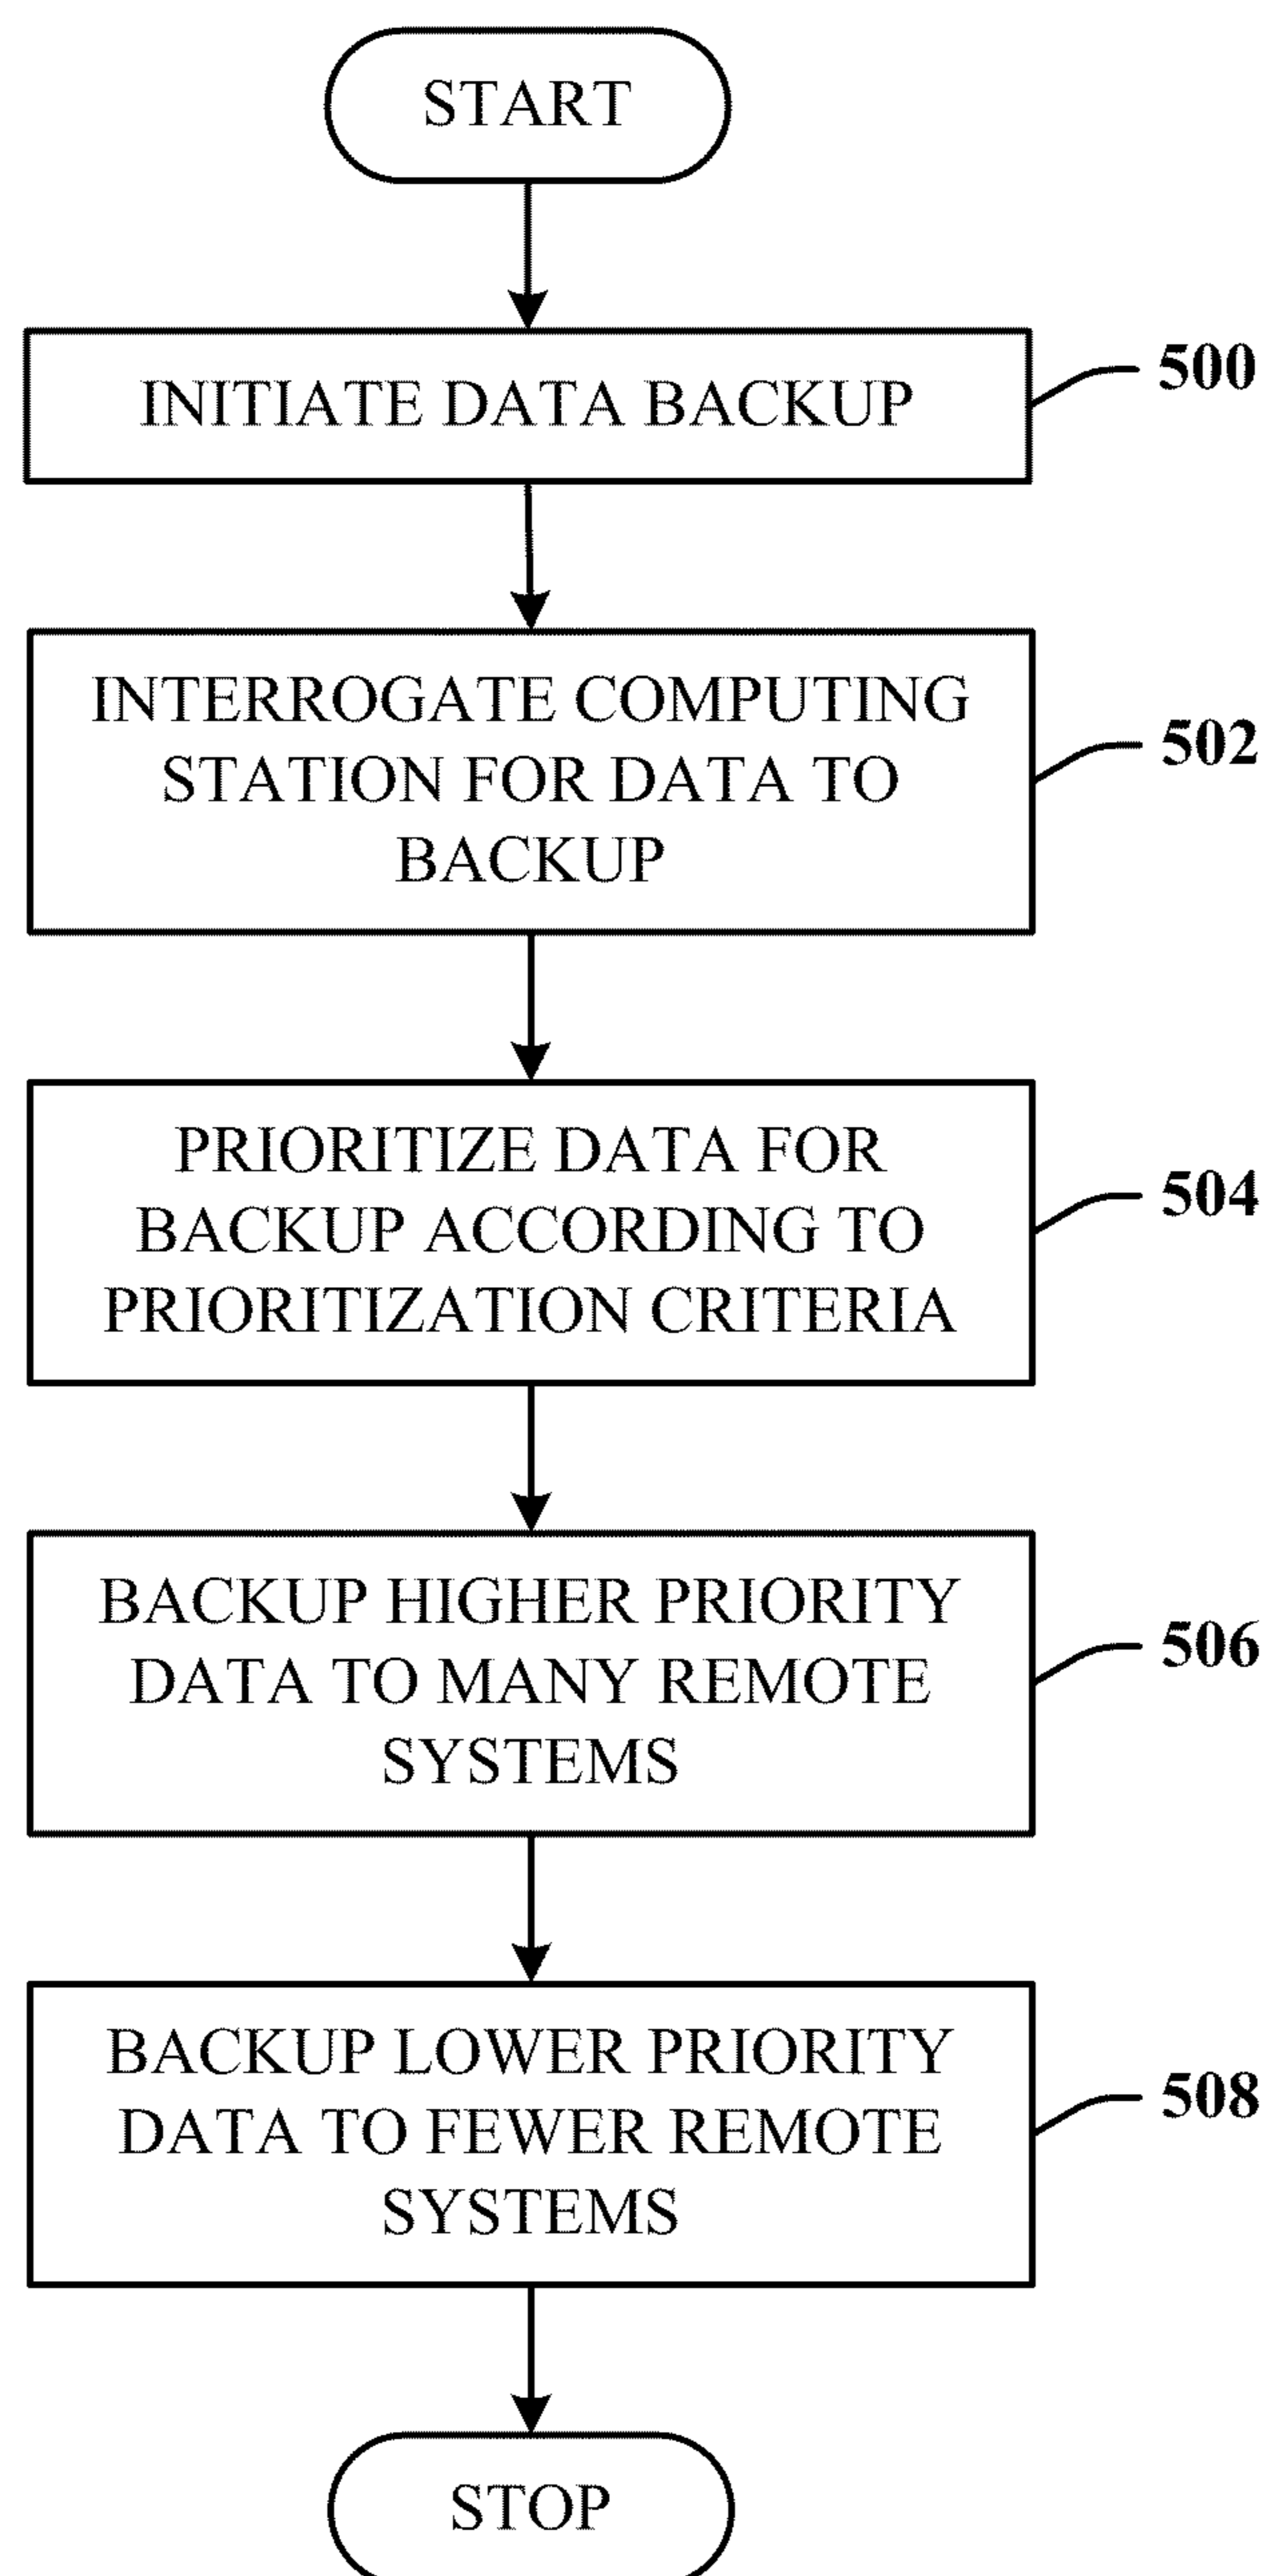 START
INITIATE DATA BACKUP
500
INTERROGATE COMPUTING
STATION FOR DATA TO
BACKUP
502
PRIORITIZE DATA FOR
BACKUP ACCORDING TO
PRIORITIZATION CRITERIA
504
BACKUP HIGHER PRIORITY
DATA TO MANY REMOTE
SYSTEMS
506
BACKUP LOWER PRIORITY
DATA TO FEWER REMOTE
SYSTEMS
508
STOP